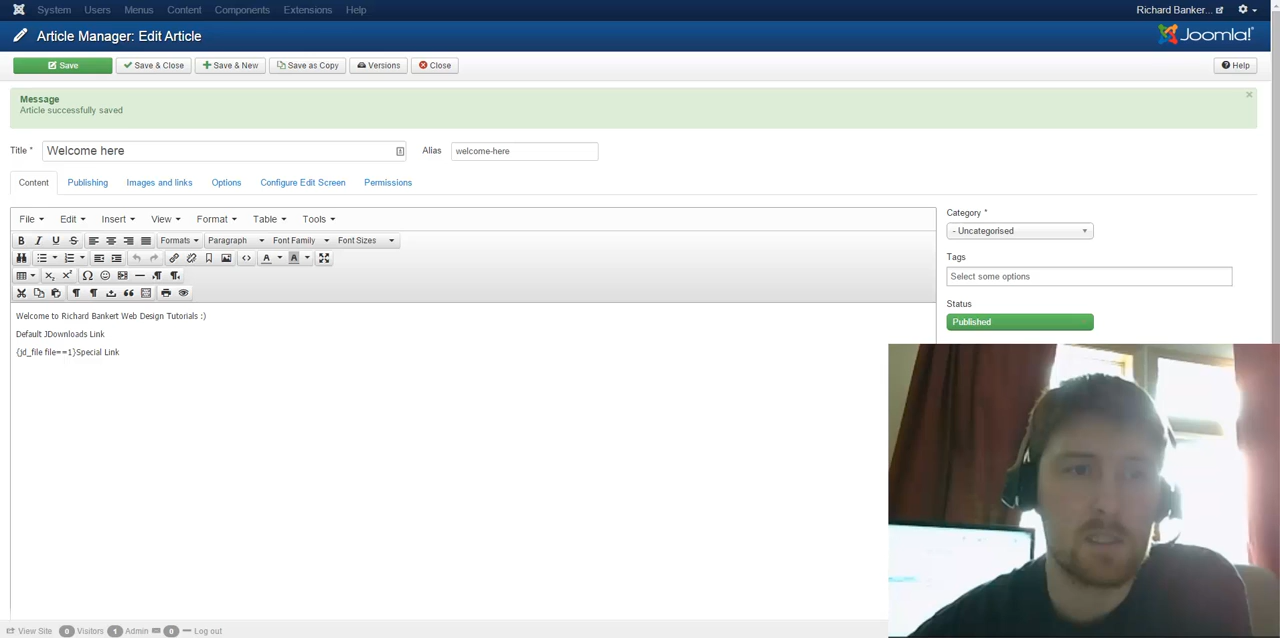 System Users Menus Content Components Extensions Help Richard Banker...
Article Manager: Edit Article Joomla!
Save Save & Close Save & New Save as Copy Versions Close Help
Message ×
Article successfully saved
Title * Welcome here Alias welcome-here
Content Publishing Images and links Options Configure Edit Screen Permissions
File Edit Insert View Format Table Tools
B I U S Formats Paragraph Font Family Font Sizes
Category *
- Uncategorised
Tags
Select some options
Status
Published
Welcome to Richard Bankert Web Design Tutorials :)
Default JDownloads Link
{jd_file file==1}Special Link
View Site 0 Visitors 1 Admin 0 Log out